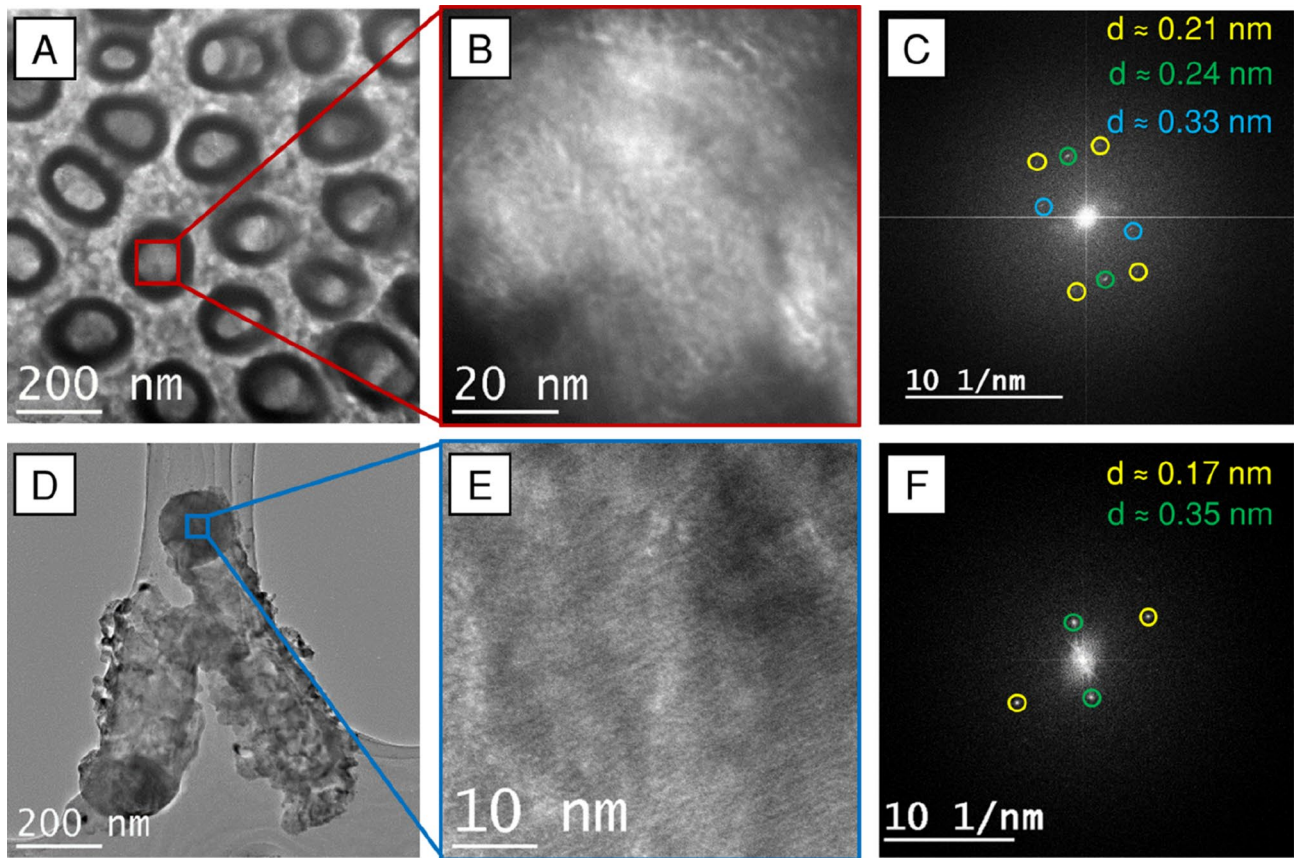 A
B
C
d ≈ 0.21 nm
d ≈ 0.24 nm
d ≈ 0.33 nm
200 nm
20 nm
10 1/nm
D
E
F
d ≈ 0.17 nm
d ≈ 0.35 nm
200 nm
10 nm
10 1/nm